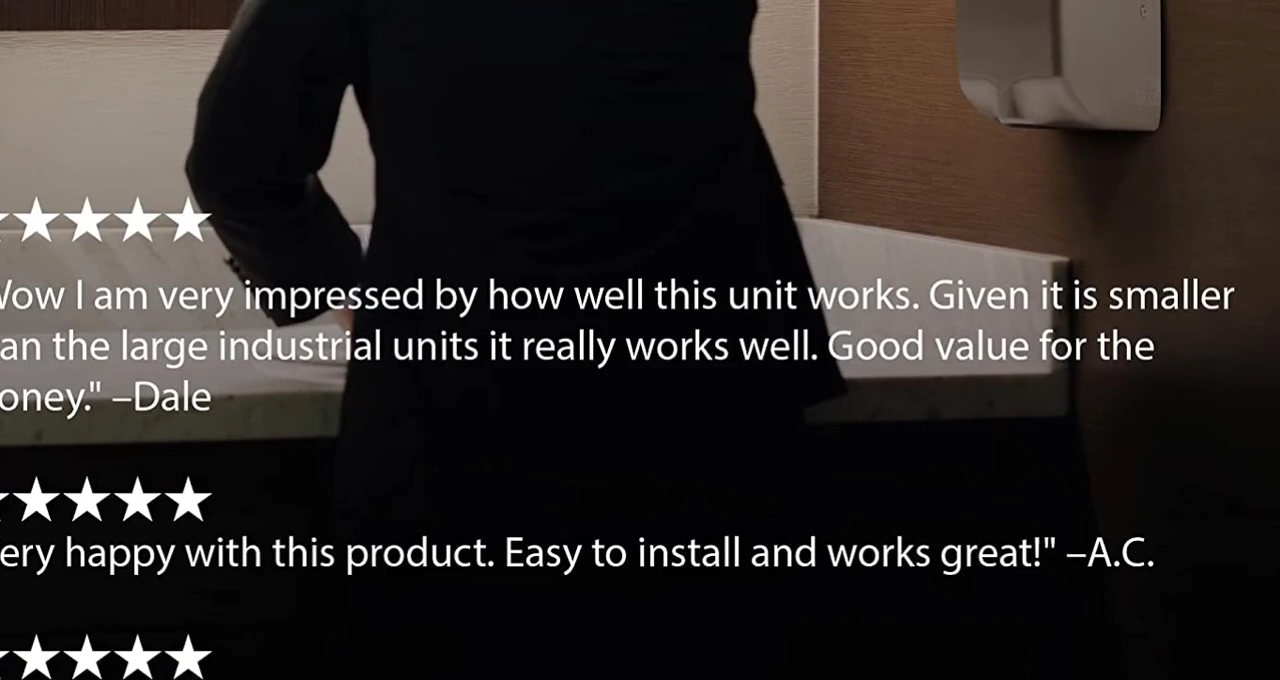 ★★★★★
Wow I am very impressed by how well this unit works. Given it is smaller
an the large industrial units it really works well. Good value for the
oney." –Dale
★★★★★
ery happy with this product. Easy to install and works great!" –A.C.
★★★★★